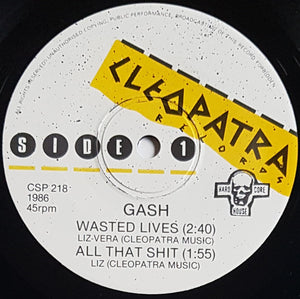 ALL RIGHTS RESERVED. UNAUTHORISED COPYING, PUBLIC PERFORMANCE, BROADCASTING OF THIS RECORD FORBIDDEN.
CLEOPATRA
RECORDS
SIDE 1
CSP 218
1986
45rpm
HARD CORE
HOUSE
GASH
WASTED LIVES (2:40)
LIZ-VERA (CLEOPATRA MUSIC)
ALL THAT SHIT (1:55)
LIZ (CLEOPATRA MUSIC)